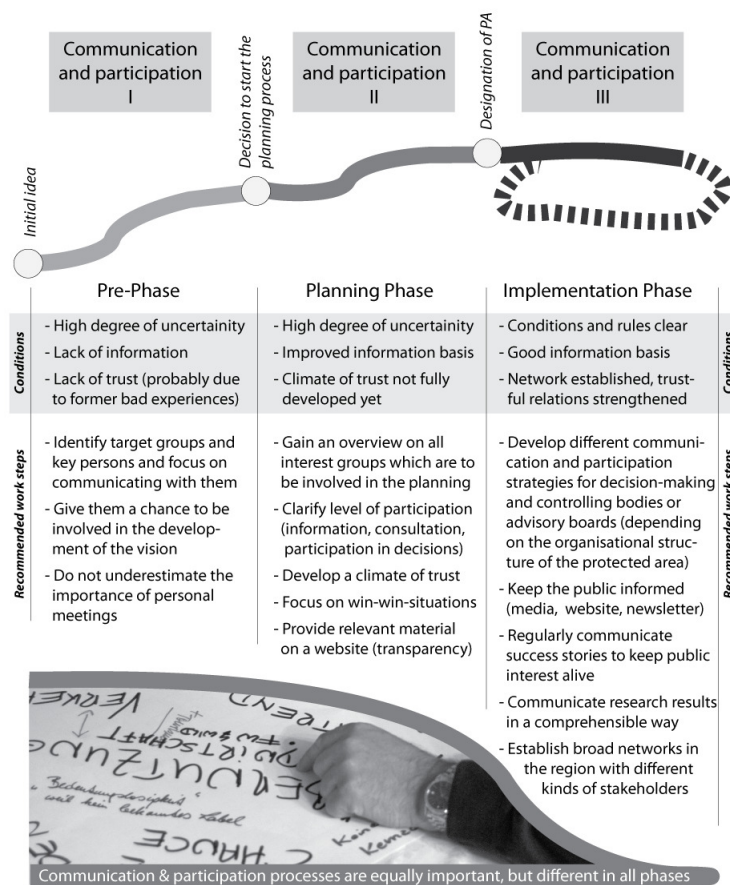 Communication
and participation
I
Communication
and participation
II
Communication
and participation
III
Initial idea
Decision to start the
planning process
Designation of PA
Pre-Phase
Planning Phase
Implementation Phase
Conditions
- High degree of uncertainity
- Lack of information
- Lack of trust (probably due
to former bad experiences)
- High degree of uncertainity
- Improved information basis
- Climate of trust not fully
developed yet
- Conditions and rules clear
- Good information basis
- Network established, trust-
ful relations strengthened
Conditions
Recommended work steps
- Identify target groups and
key persons and focus on
communicating with them
- Give them a chance to be
involved in the develop-
ment of the vision
- Do not underestimate the
importance of personal
meetings
- Gain an overview on all
interest groups which are to
be involved in the planning
- Clarify level of participation
(information, consultation,
participation in decisions)
- Develop a climate of trust
- Focus on win-win-situations
- Provide relevant material
on a website (transparency)
- Develop different communi-
cation and participation
strategies for decision-making
and controlling bodies or
advisory boards (depending
on the organisational struc-
ture of the protected area)
- Keep the public informed
(media, website, newsletter)
- Regularly communicate
success stories to keep public
interest alive
- Communicate research results
in a comprehensible way
- Establish broad networks in
the region with different
kinds of stakeholders
Recommended work steps
VERKEH
TREND
WIRTSCHAFT
"Bedeutungslosigkeit"
weil kein bekanntes Label
CHANCE
Communication & participation processes are equally important, but different in all phases